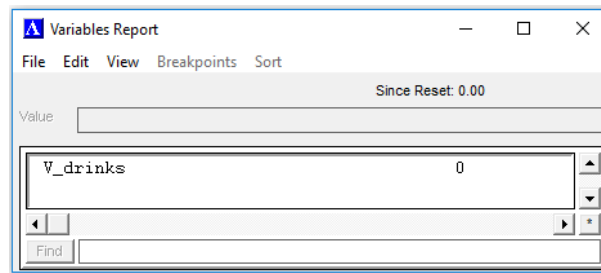 Variables Report
File Edit View Breakpoints Sort
Since Reset: 0.00
Value
V_drinks 0
*
Find